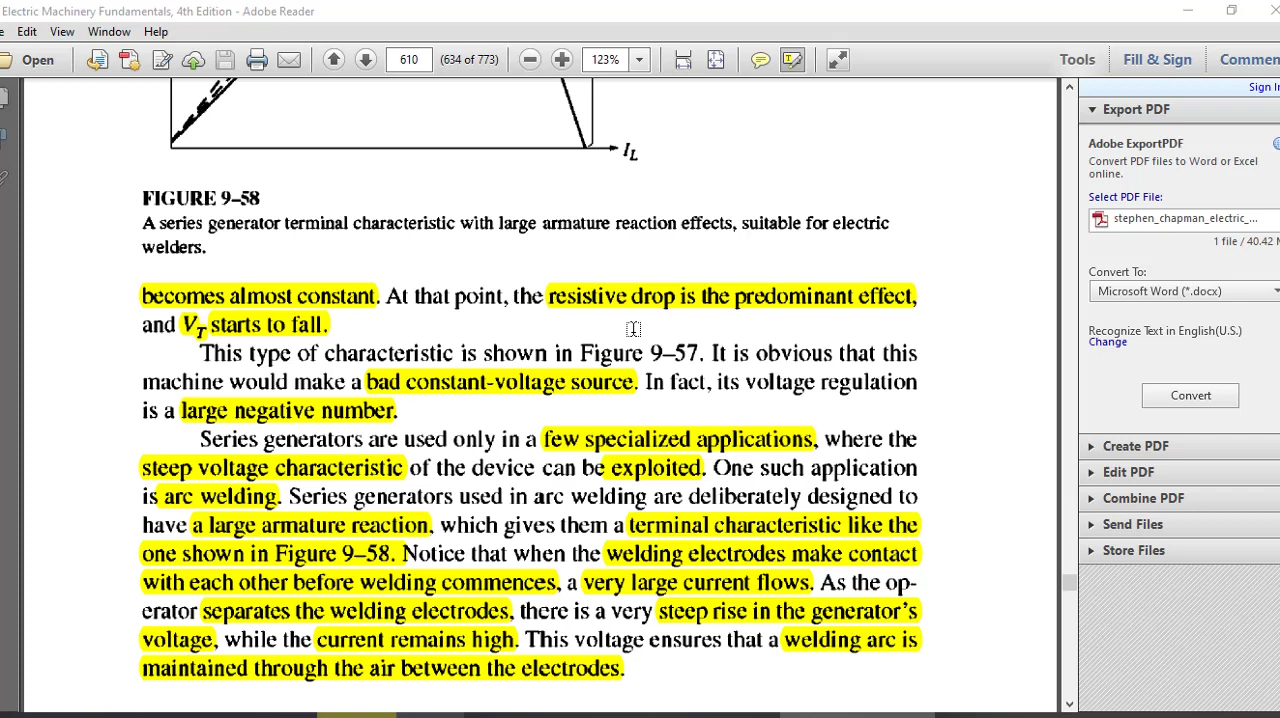 Electric Machinery Fundamentals, 4th Edition - Adobe Reader
Edit View Window Help
Open 610 (634 of 773) 123% Tools Fill & Sign Commen
Sign In
I_L
FIGURE 9–58
A series generator terminal characteristic with large armature reaction effects, suitable for electric
welders.
becomes almost constant. At that point, the resistive drop is the predominant effect,
and V_T starts to fall.
This type of characteristic is shown in Figure 9–57. It is obvious that this
machine would make a bad constant-voltage source. In fact, its voltage regulation
is a large negative number.
Series generators are used only in a few specialized applications, where the
steep voltage characteristic of the device can be exploited. One such application
is arc welding. Series generators used in arc welding are deliberately designed to
have a large armature reaction, which gives them a terminal characteristic like the
one shown in Figure 9–58. Notice that when the welding electrodes make contact
with each other before welding commences, a very large current flows. As the op-
erator separates the welding electrodes, there is a very steep rise in the generator's
voltage, while the current remains high. This voltage ensures that a welding arc is
maintained through the air between the electrodes.
Export PDF
Adobe ExportPDF
Convert PDF files to Word or Excel
online.
Select PDF File:
stephen_chapman_electric_...
1 file / 40.42 M
Convert To:
Microsoft Word (*.docx)
Recognize Text in English(U.S.)
Change
Convert
Create PDF
Edit PDF
Combine PDF
Send Files
Store Files